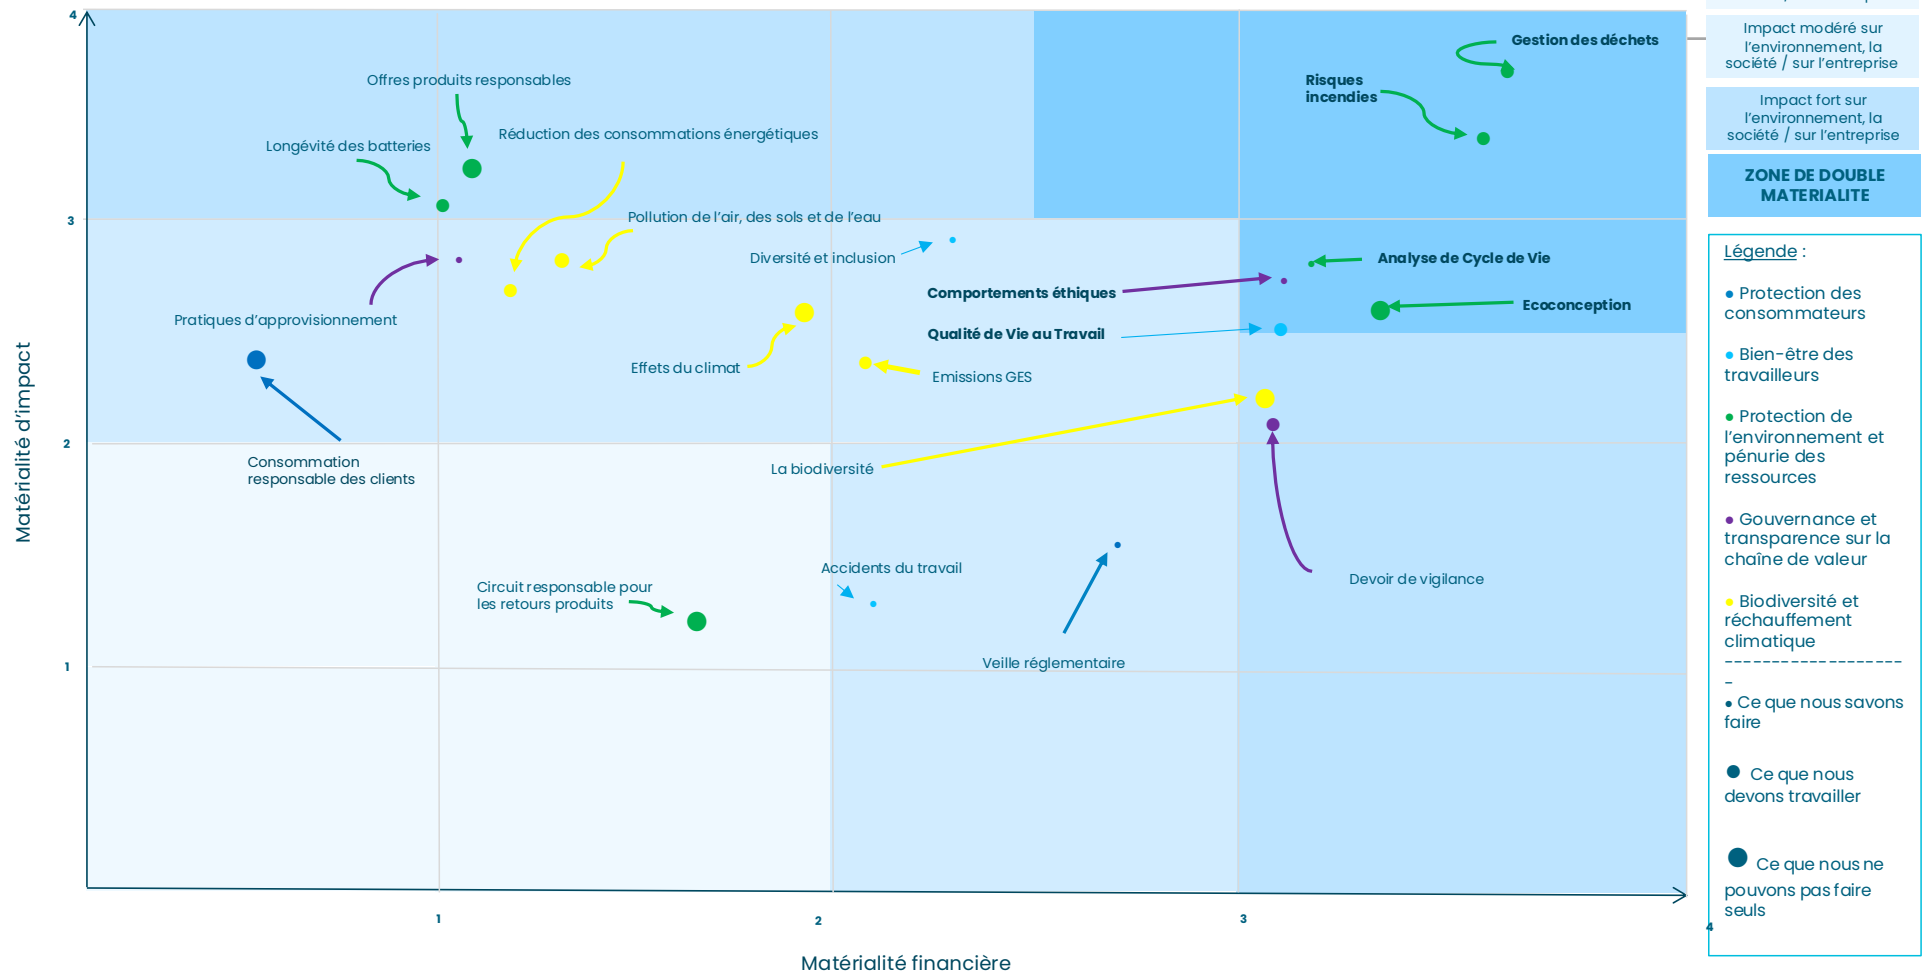 4
Gestion des déchets
Offres produits responsables
Risques
incendies
Réduction des consommations énergétiques
Longévité des batteries
3
Pollution de l'air, des sols et de l'eau
Diversité et inclusion
Analyse de Cycle de Vie
Comportements éthiques
Ecoconception
Pratiques d'approvisionnement
Qualité de Vie au Travail
Effets du climat
Emissions GES
Matérialité d'impact
2
Consommation
responsable des clients
La biodiversité
Accidents du travail
Circuit responsable pour
les retours produits
Devoir de vigilance
Veille réglementaire
1
1
2
3
4
Matérialité financière
Impact modéré sur
l'environnement, la
société / sur l'entreprise
Impact fort sur
l'environnement, la
société / sur l'entreprise
ZONE DE DOUBLE
MATERIALITE
Légende :
• Protection des
consommateurs
• Bien-être des
travailleurs
• Protection de
l'environnement et
pénurie des
ressources
• Gouvernance et
transparence sur la
chaîne de valeur
• Biodiversité et
réchauffement
climatique
-------------------
-
• Ce que nous savons
faire
● Ce que nous
devons travailler
● Ce que nous ne
pouvons pas faire
seuls